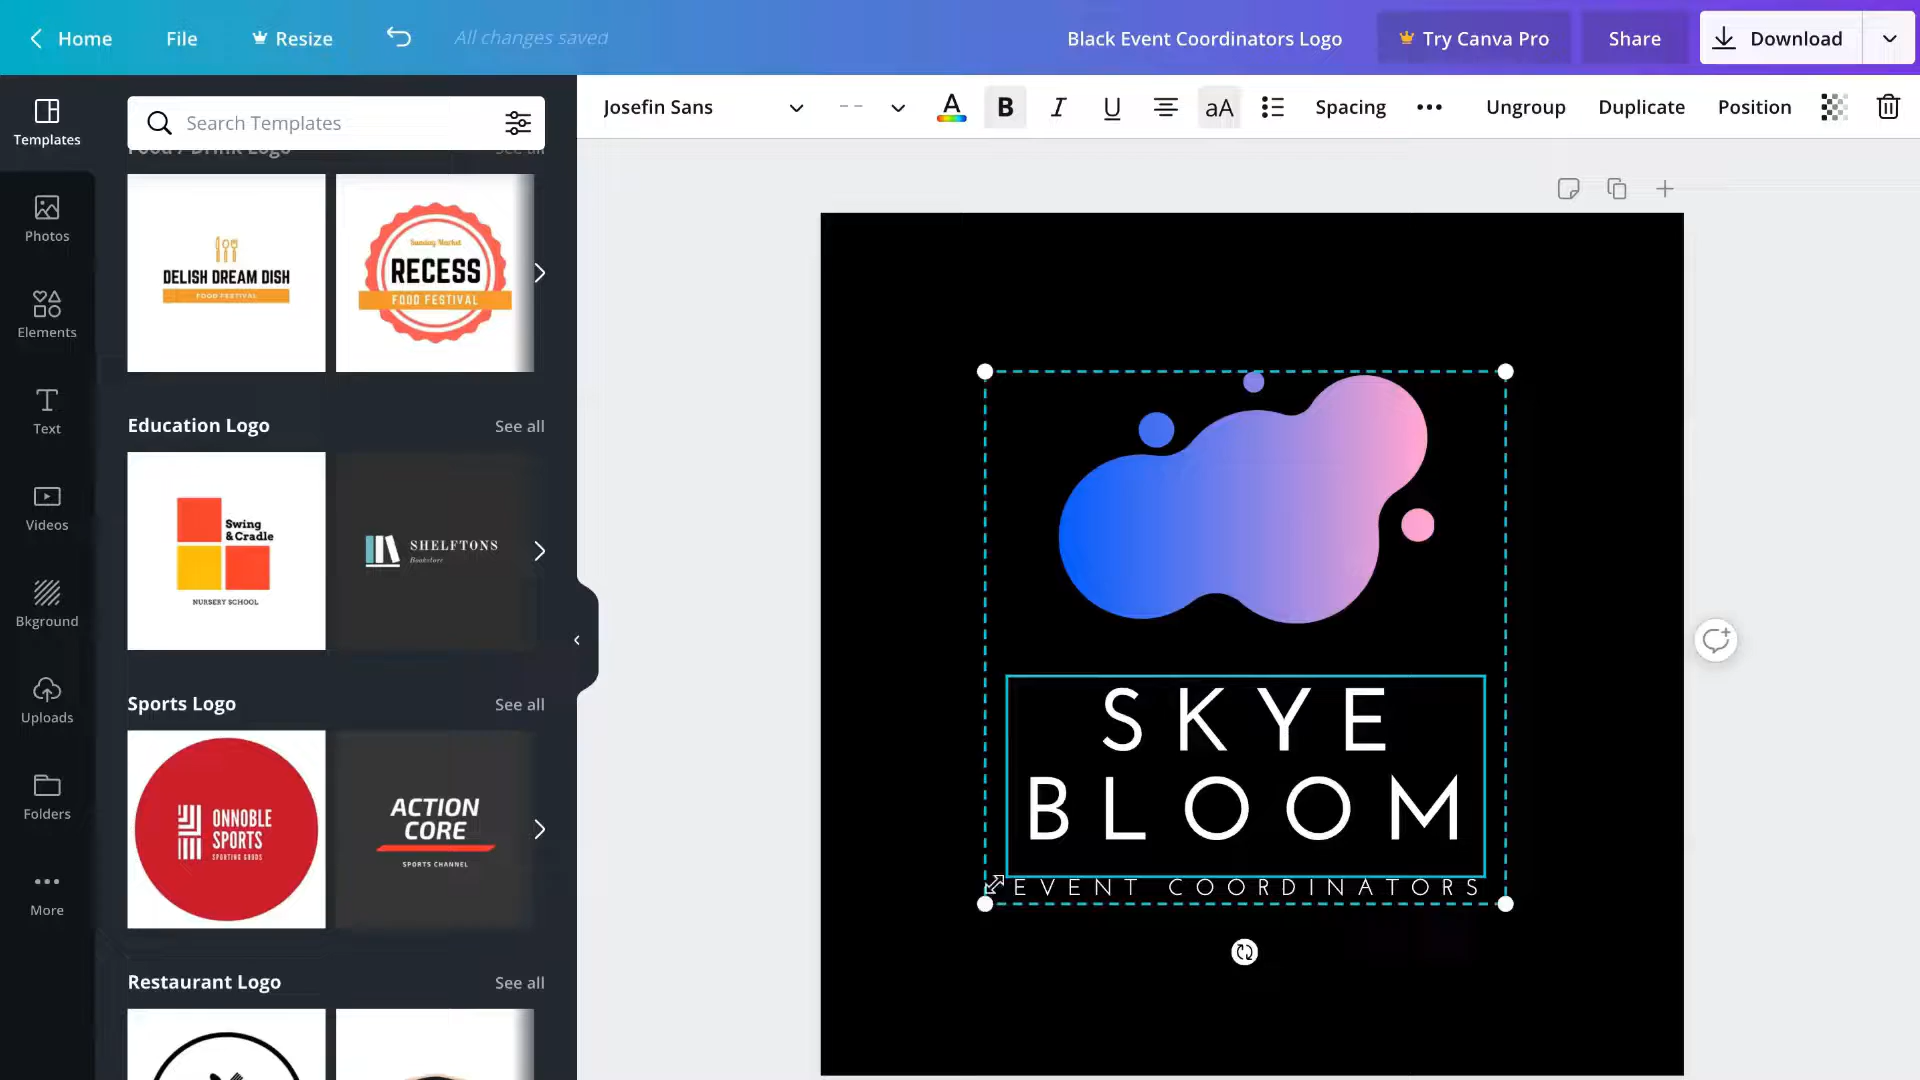 Home File Resize All changes saved Black Event Coordinators Logo Try Canva Pro Share Download
Templates
Photos
Elements
Text
Videos
Bkground
Uploads
Folders
More
Search Templates
Food / Drink Logo See all
DELISH DREAM DISH
FOOD FESTIVAL
Sunday Market
RECESS
FOOD FESTIVAL
Education Logo See all
Swing
& Cradle
NURSERY SCHOOL
SHELFTONS
Bookstore
Sports Logo See all
ONNOBLE
SPORTS
SPORTING GOODS
ACTION
CORE
SPORTS CHANNEL
Restaurant Logo See all
Josefin Sans -- A B I U aA Spacing Ungroup Duplicate Position
SKYE
BLOOM
EVENT COORDINATORS